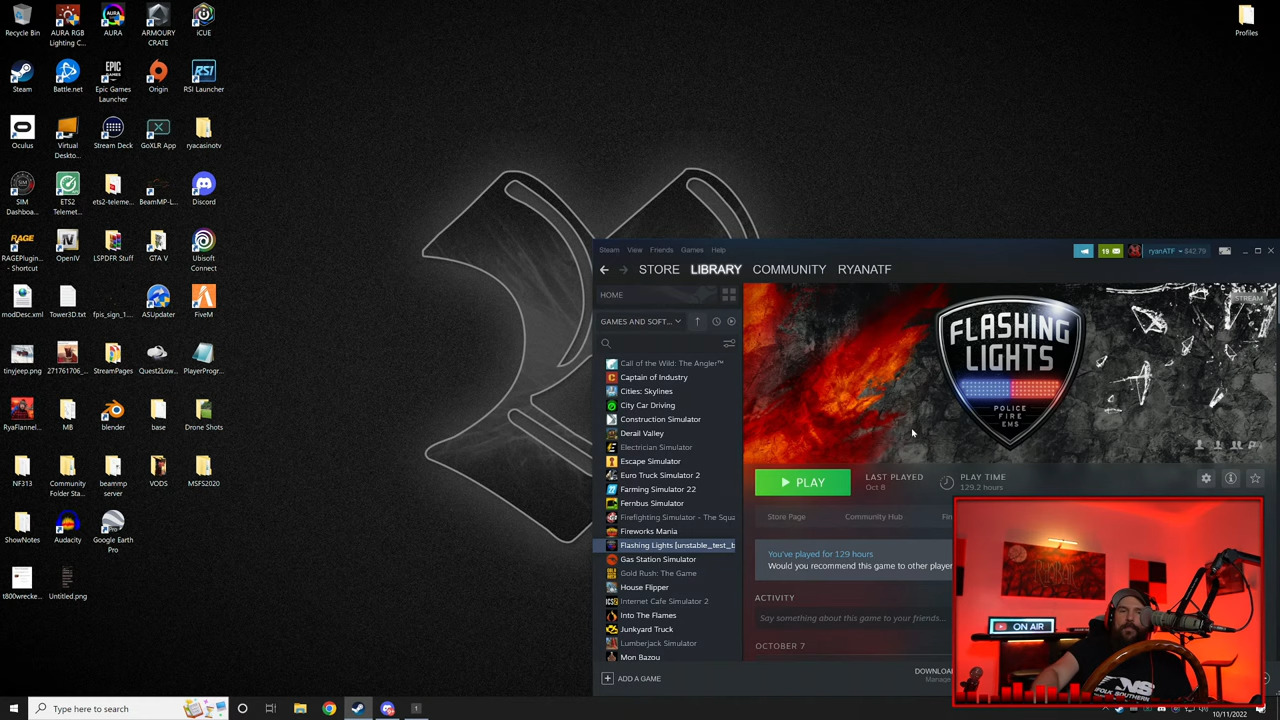 Recycle Bin
AURA RGB Lighting C...
AURA
ARMOURY CRATE
iCUE
Profiles
Steam
Battle.net
Epic Games Launcher
Origin
RSI Launcher
Oculus
Virtual Deskto...
Stream Deck
GoXLR App
ryacasinotv
SIM Dashboa...
ETS2 Telemet...
ets2-teleme...
BeamMP-L...
Discord
RAGEPlugin... - Shortcut
OpenIV
LSPDFR Stuff
GTA V
Ubisoft Connect
modDesc.xml
Tower3D.txt
fpis_sign_1...
ASUpdater
FiveM
tinyjeep.png
271761706_...
StreamPages
Quest2Low...
PlayerProgr...
RyaFlannel...
MB
blender
base
Drone Shots
NF313
Community Folder Sta...
beammp server
VODS
MSFS2020
ShowNotes
Audacity
Google Earth Pro
t800wrecke...
Untitled.png
Steam View Friends Games Help
19
ryanATF $42.79
STORE LIBRARY COMMUNITY RYANATF
HOME
STREAM
GAMES AND SOFT...
Call of the Wild: The Angler™
Captain of Industry
Cities: Skylines
City Car Driving
Construction Simulator
Derail Valley
Electrician Simulator
Escape Simulator
Euro Truck Simulator 2
Farming Simulator 22
Fernbus Simulator
Firefighting Simulator - The Squa
Fireworks Mania
Flashing Lights [unstable_test_b
Gas Station Simulator
Gold Rush: The Game
House Flipper
Internet Cafe Simulator 2
Into The Flames
Junkyard Truck
Lumberjack Simulator
Mon Bazou
FLASHING
LIGHTS
POLICE
FIRE
EMS
PLAY
LAST PLAYED
Oct 8
PLAY TIME
129.2 hours
Store Page
Community Hub
Fin
You've played for 129 hours
Would you recommend this game to other player
ACTIVITY
Say something about this game to your friends...
OCTOBER 7
ADD A GAME
DOWNLOA
Manage
ON AIR
NS
NORFOLK SOUTHERN
Type here to search
10/11/2022